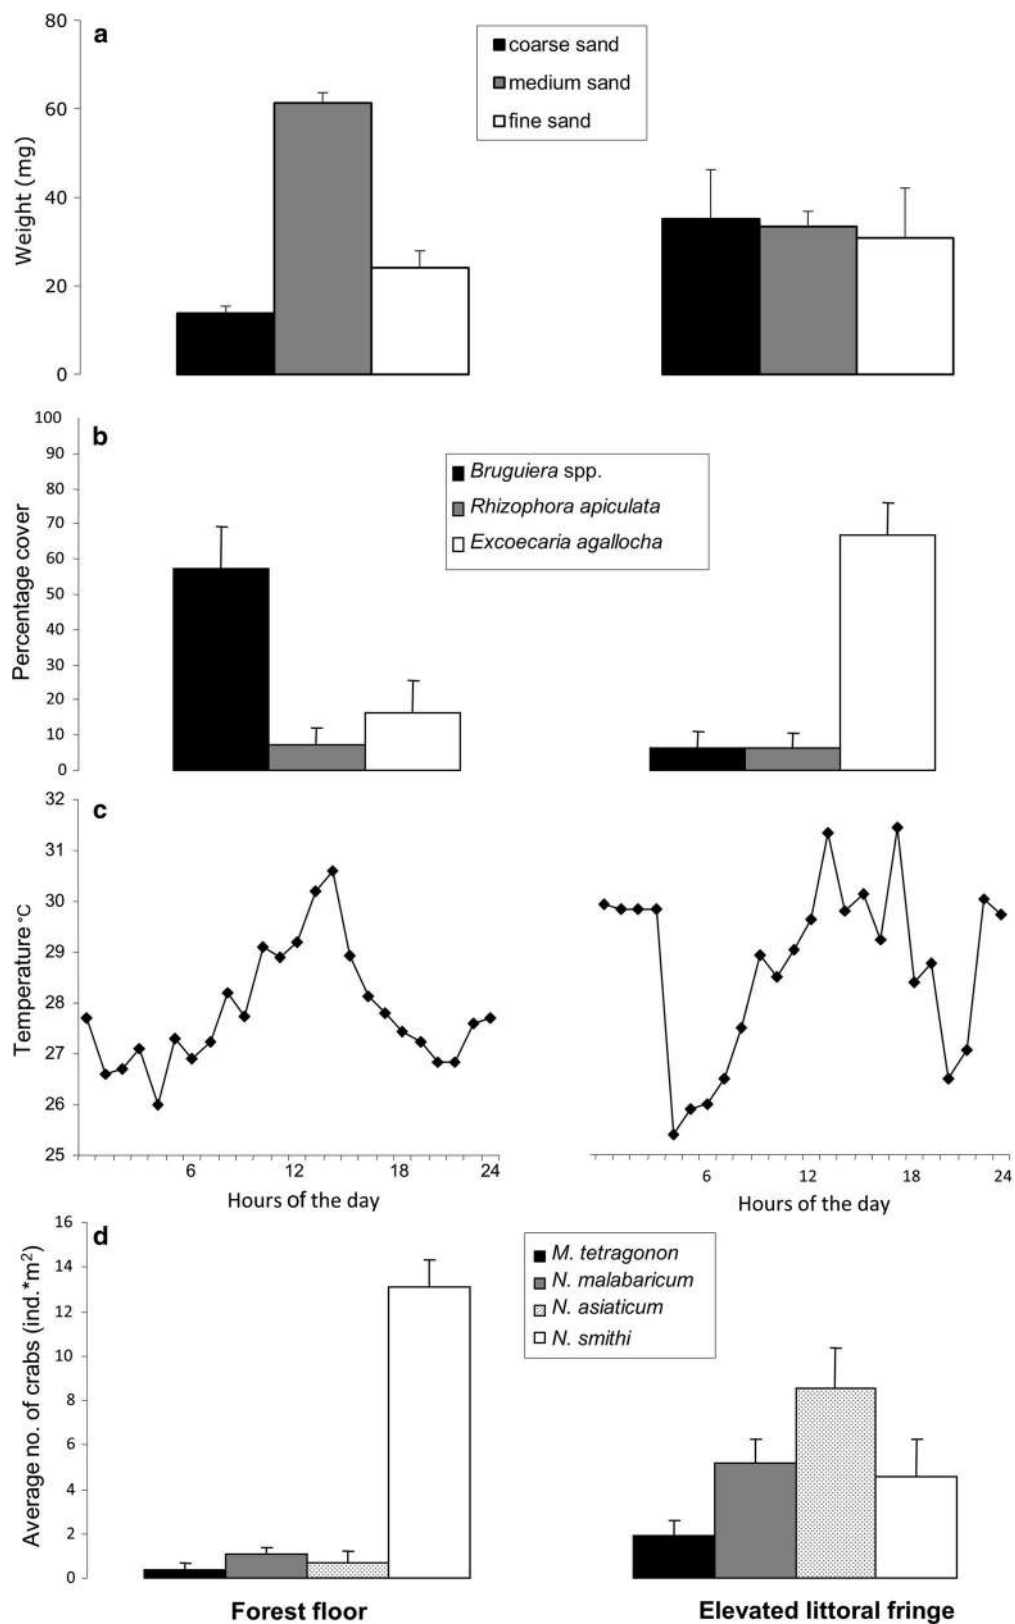 a
80
60
40
20
0
Weight (mg)
coarse sand
medium sand
fine sand
b
100
90
80
70
60
50
40
30
20
10
0
Percentage cover
Bruguiera spp.
Rhizophora apiculata
Excoecaria agallocha
c
32
31
30
29
28
27
26
25
Temperature °C
6 12 18 24
Hours of the day
6 12 18 24
Hours of the day
d
16
14
12
10
8
6
4
2
0
Average no. of crabs (ind.*m²)
M. tetragonon
N. malabaricum
N. asiaticum
N. smithi
Forest floor
Elevated littoral fringe